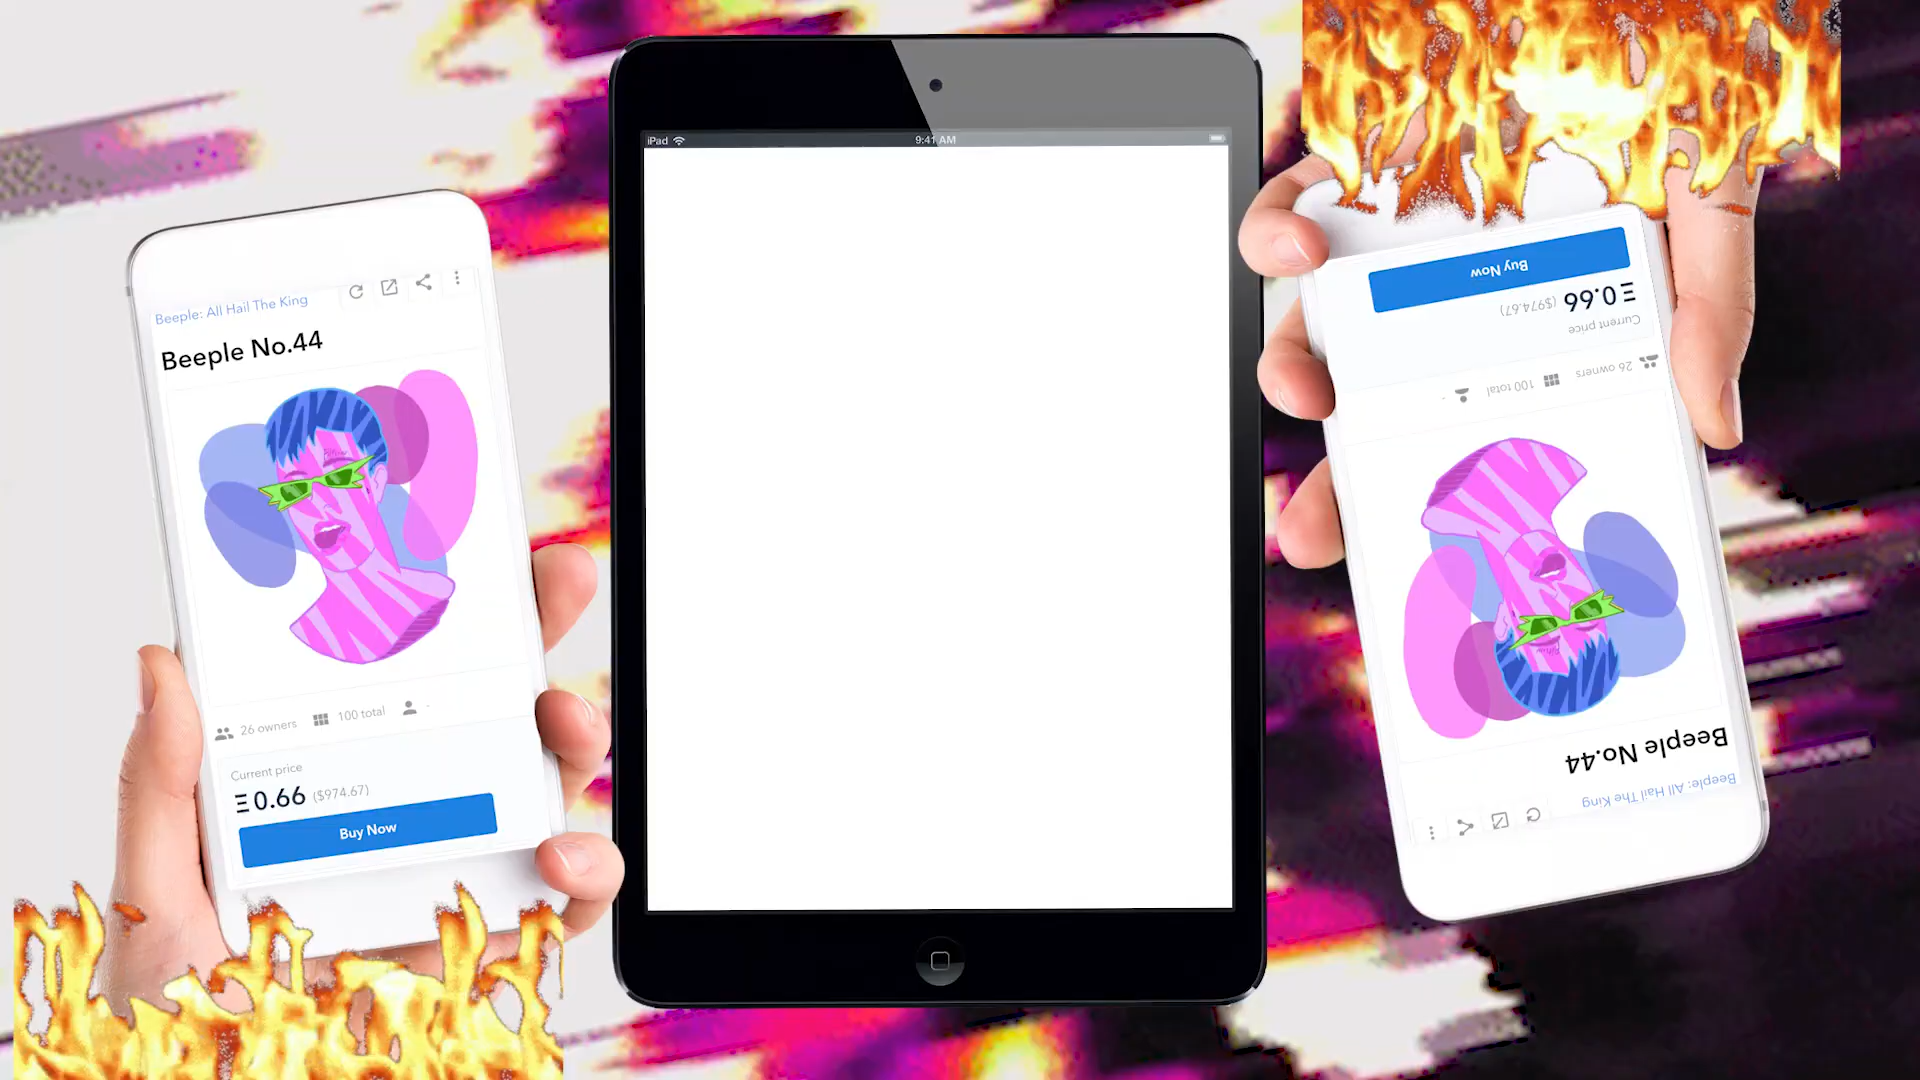 iPad
9:41 AM
Beeple: All Hail The King
Beeple No.44
26 owners
100 total
Current price
Ξ 0.66 ($974.67)
Buy Now
Buy Now
Ξ 0.66 ($974.67)
Current price
26 owners
100 total
Beeple No.44
Beeple: All Hail The King